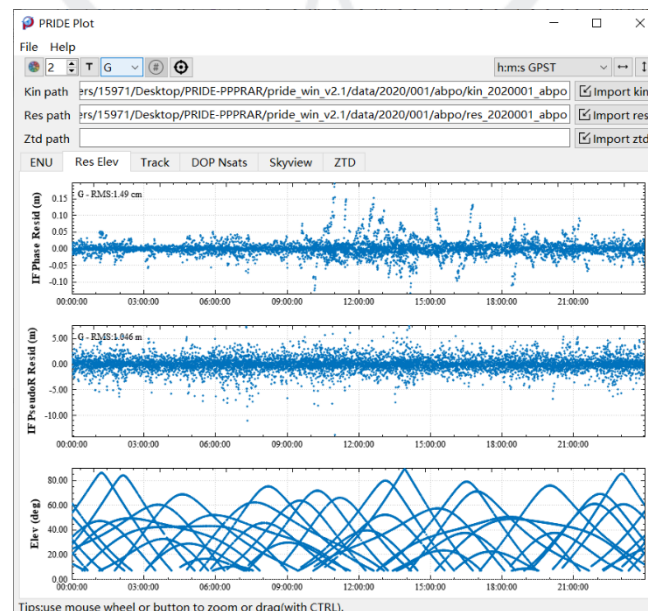 PRIDE Plot
File Help
2 T G # h:m:s GPST
Kin path ers/15971/Desktop/PRIDE-PPPRAR/pride_win_v2.1/data/2020/001/abpo/kin_2020001_abpo Import kin
Res path ers/15971/Desktop/PRIDE-PPPRAR/pride_win_v2.1/data/2020/001/abpo/res_2020001_abpo Import res
Ztd path Import ztd
ENU Res Elev Track DOP Nsats Skyview ZTD
IF Phase Resid (m)
G - RMS:1.49 cm
0.15
0.10
0.05
0.00
-0.05
-0.10
00:00:00 03:00:00 06:00:00 09:00:00 12:00:00 15:00:00 18:00:00 21:00:00
IF PseudoR Resid (m)
G - RMS:1.046 m
5.00
0.00
-5.00
-10.00
00:00:00 03:00:00 06:00:00 09:00:00 12:00:00 15:00:00 18:00:00 21:00:00
Elev (deg)
80.00
60.00
40.00
20.00
0.00
00:00:00 03:00:00 06:00:00 09:00:00 12:00:00 15:00:00 18:00:00 21:00:00
Tips:use mouse wheel or button to zoom or drag(with CTRL).